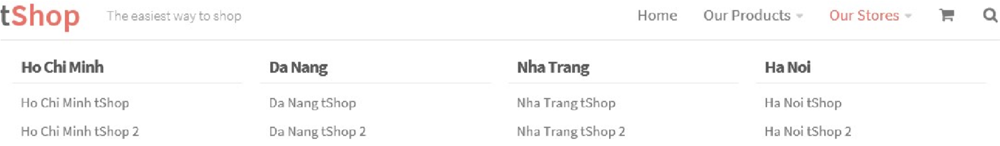 tShop The easiest way to shop Home Our Products Our Stores
Ho Chi Minh Da Nang Nha Trang Ha Noi
Ho Chi Minh tShop Da Nang tShop Nha Trang tShop Ha Noi tShop
Ho Chi Minh tShop 2 Da Nang tShop 2 Nha Trang tShop 2 Ha Noi tShop 2